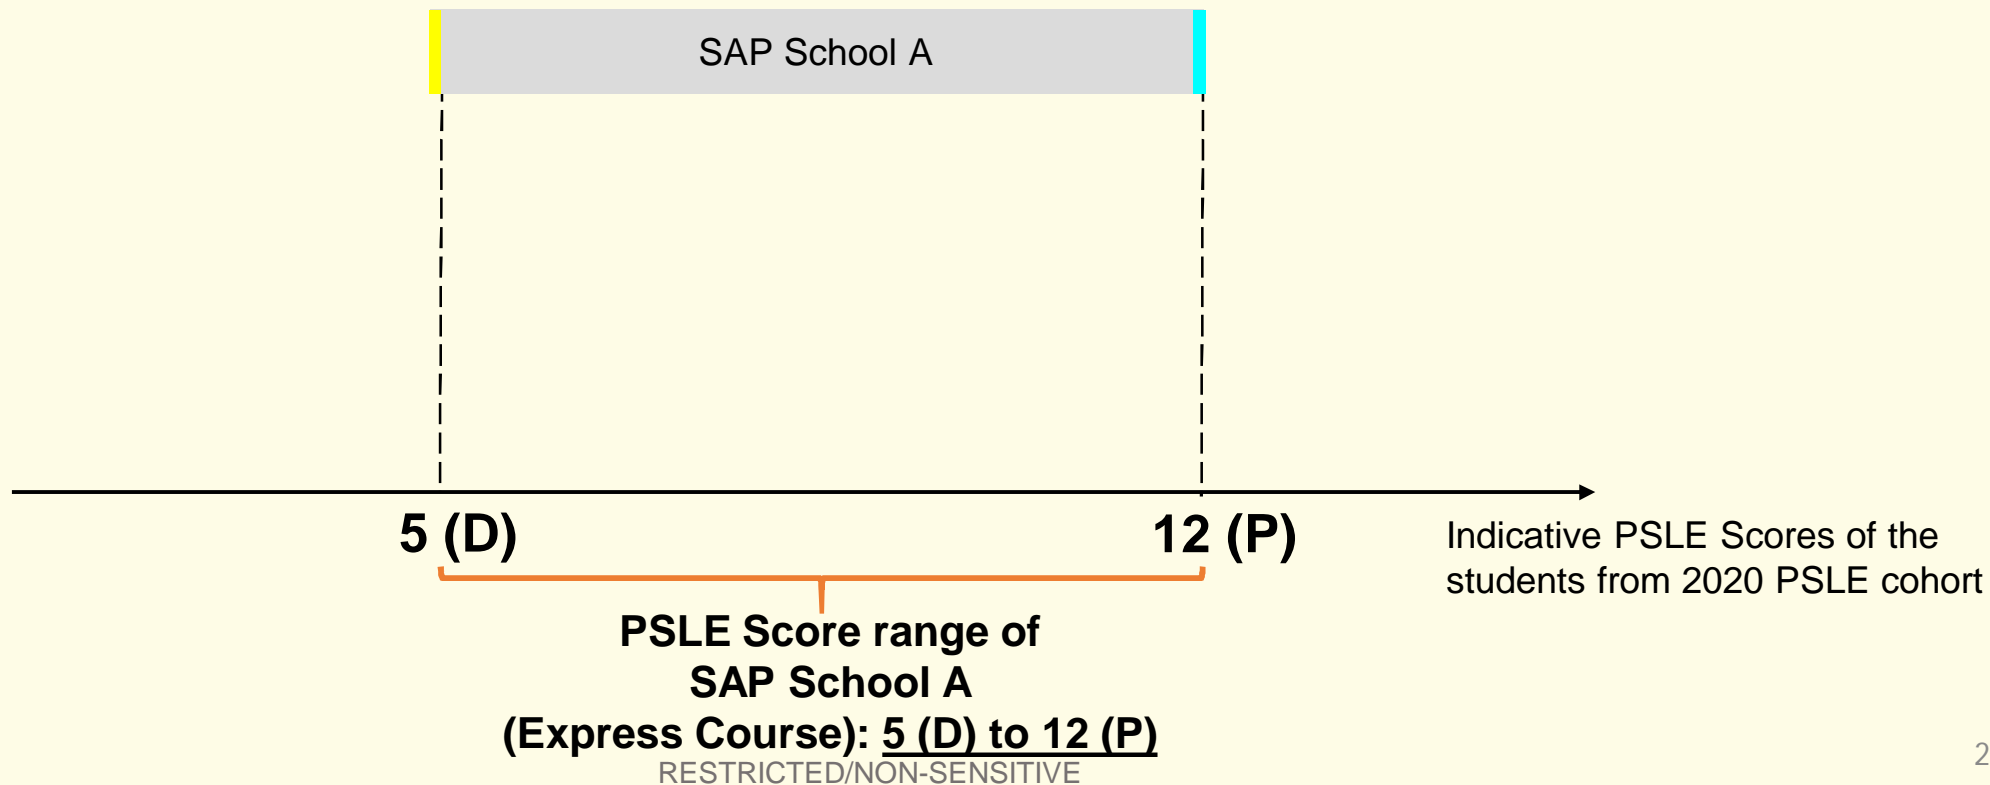 SAP School A
5 (D)
12 (P)
Indicative PSLE Scores of the
students from 2020 PSLE cohort
PSLE Score range of
SAP School A
(Express Course): 5 (D) to 12 (P)
RESTRICTED/NON-SENSITIVE
2